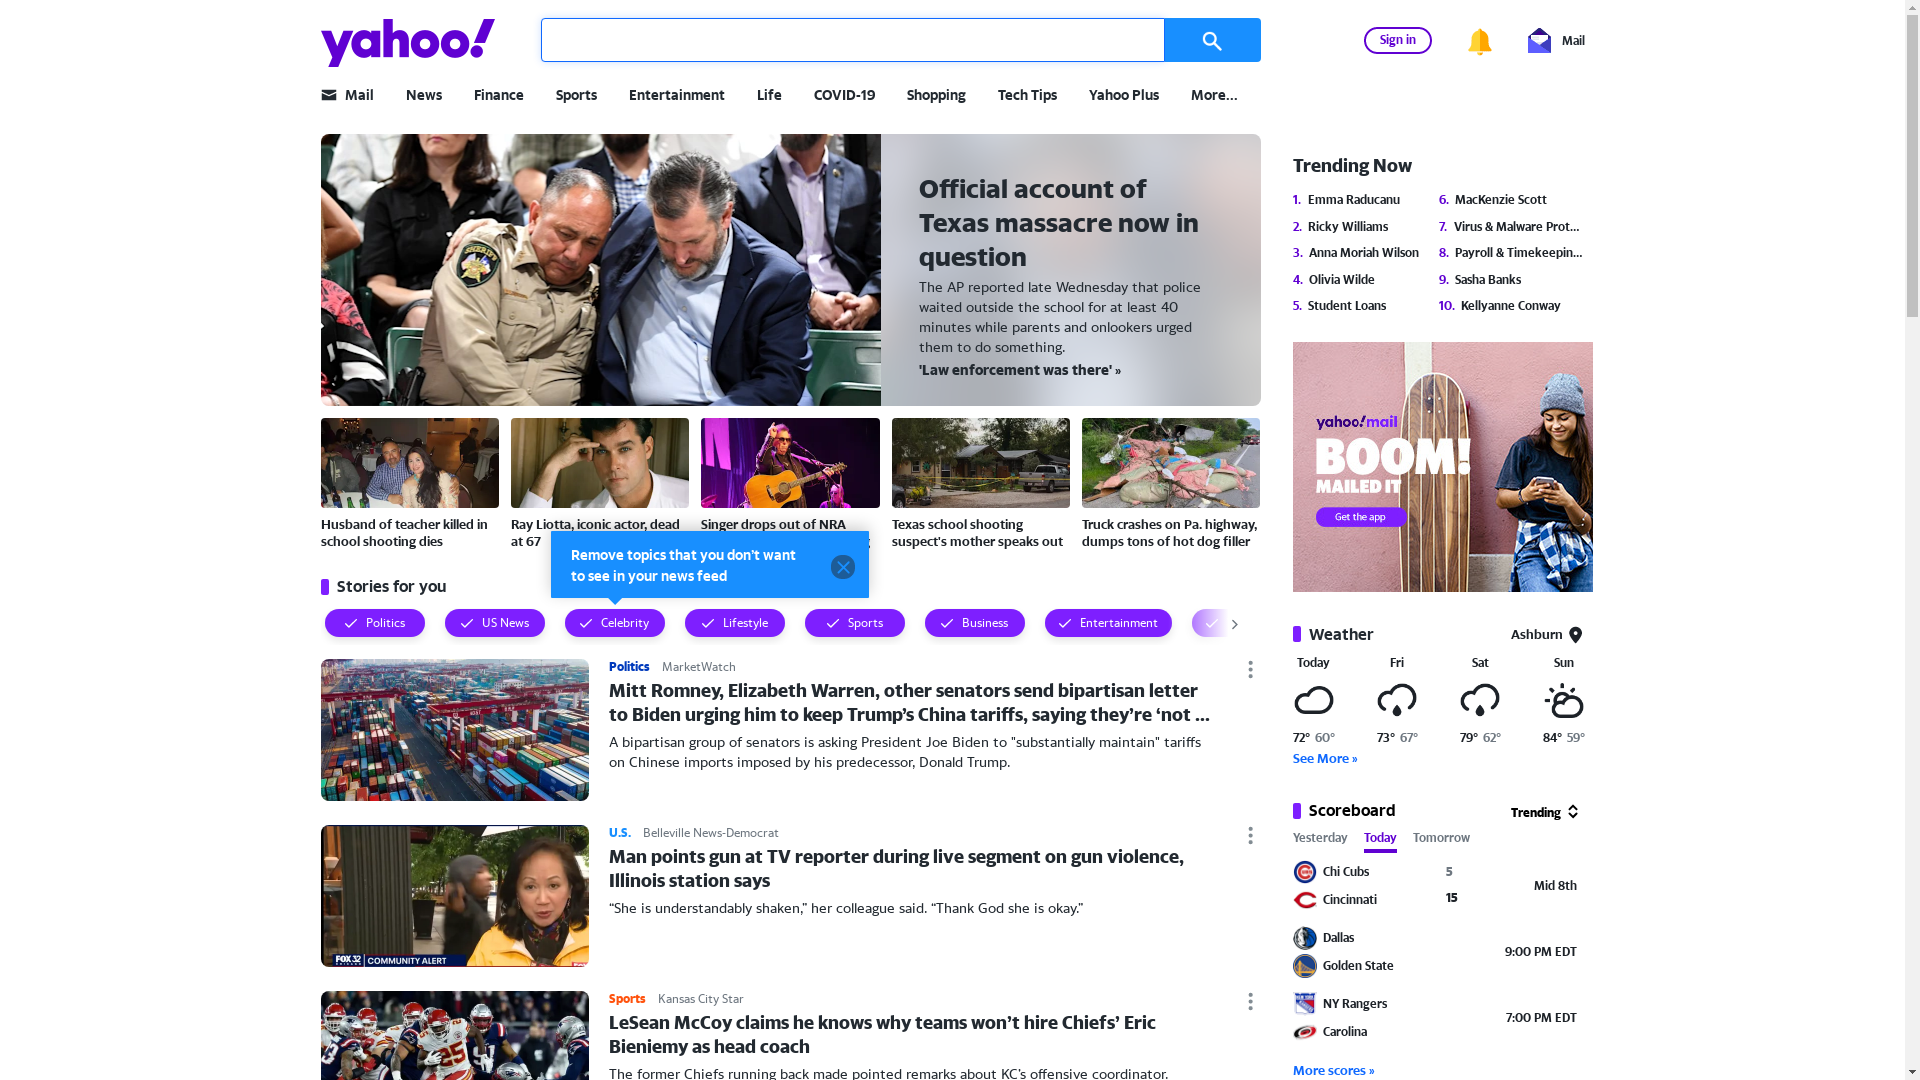 yahoo!
Sign in
Mail
Mail
News
Finance
Sports
Entertainment
Life
COVID-19
Shopping
Tech Tips
Yahoo Plus
More...
Official account of
Texas massacre now in
question
The AP reported late Wednesday that police
waited outside the school for at least 40
minutes while parents and onlookers urged
them to do something.
'Law enforcement was there' »
SHERIFF
Husband of teacher killed in
school shooting dies
Ray Liotta, iconic actor, dead
at 67
Singer drops out of NRA
Texas school shooting
suspect's mother speaks out
Truck crashes on Pa. highway,
dumps tons of hot dog filler
Remove topics that you don't want
to see in your news feed
Stories for you
Politics
US News
Celebrity
Lifestyle
Sports
Business
Entertainment
Politics MarketWatch
Mitt Romney, Elizabeth Warren, other senators send bipartisan letter
to Biden urging him to keep Trump’s China tariffs, saying they’re ‘not ...
A bipartisan group of senators is asking President Joe Biden to "substantially maintain" tariffs
on Chinese imports imposed by his predecessor, Donald Trump.
FOX 32
COMMUNITY ALERT
U.S. Belleville News-Democrat
Man points gun at TV reporter during live segment on gun violence,
Illinois station says
“She is understandably shaken,” her colleague said. “Thank God she is okay.”
Sports Kansas City Star
LeSean McCoy claims he knows why teams won’t hire Chiefs’ Eric
Bieniemy as head coach
The former Chiefs running back made pointed remarks about KC’s offensive coordinator.
25
Trending Now
1. Emma Raducanu
2. Ricky Williams
3. Anna Moriah Wilson
4. Olivia Wilde
5. Student Loans
6. MacKenzie Scott
7. Virus & Malware Prot...
8. Payroll & Timekeepin...
9. Sasha Banks
10. Kellyanne Conway
yahoo!mail
BOOM!
MAILED IT
Get the app
Weather
Ashburn
Today Fri Sat Sun
72° 60° 73° 67° 79° 62° 84° 59°
See More »
Scoreboard
Trending
Yesterday Today Tomorrow
Chi Cubs 5
Cincinnati 15
Mid 8th
Dallas
Golden State
9:00 PM EDT
NY Rangers
Carolina
7:00 PM EDT
More scores »